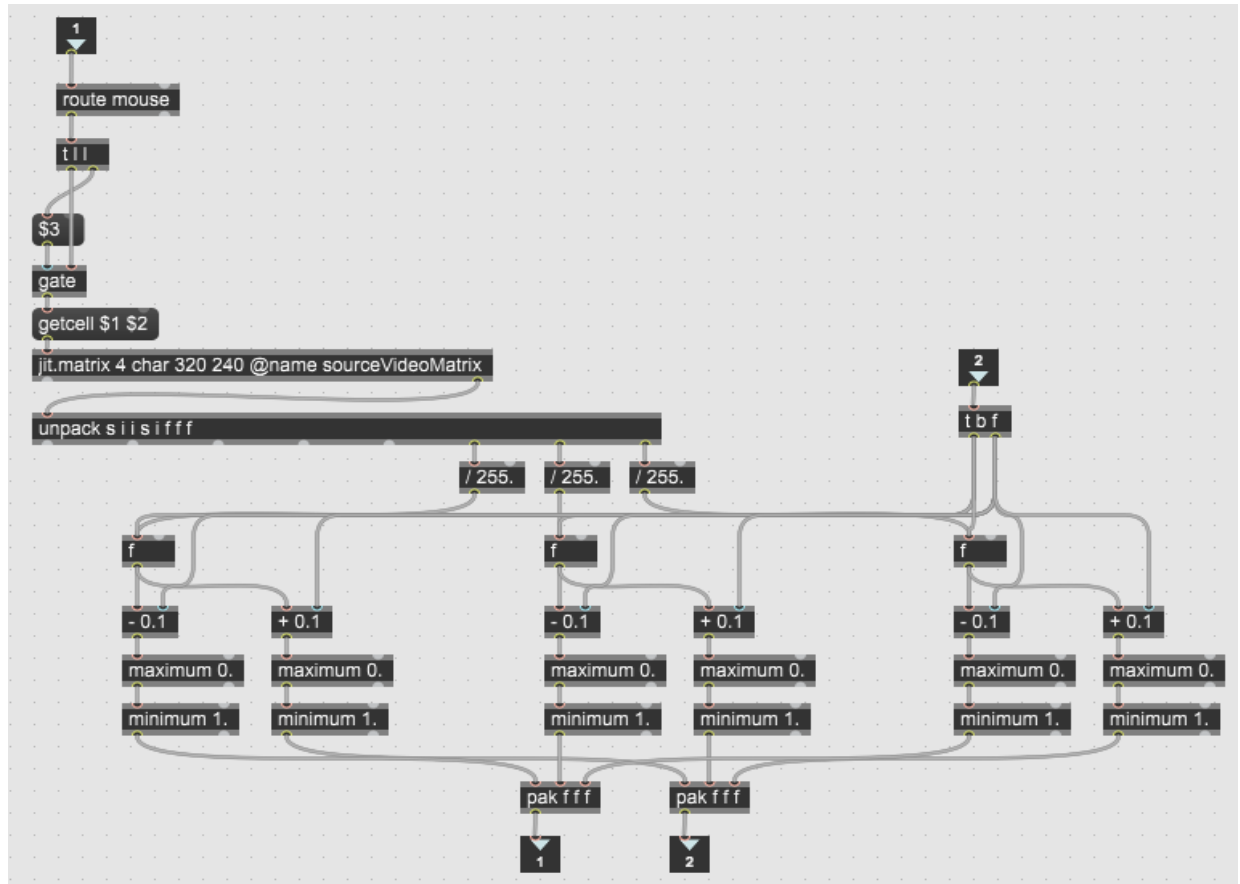 1
route mouse
t l l
$3
gate
getcell $1 $2
jit.matrix 4 char 320 240 @name sourceVideoMatrix
2
unpack s i i s i f f f
t b f
/ 255.
/ 255.
/ 255.
f
f
f
- 0.1
+ 0.1
- 0.1
+ 0.1
- 0.1
+ 0.1
maximum 0.
maximum 0.
maximum 0.
maximum 0.
maximum 0.
maximum 0.
minimum 1.
minimum 1.
minimum 1.
minimum 1.
minimum 1.
minimum 1.
pak f f f
pak f f f
1
2